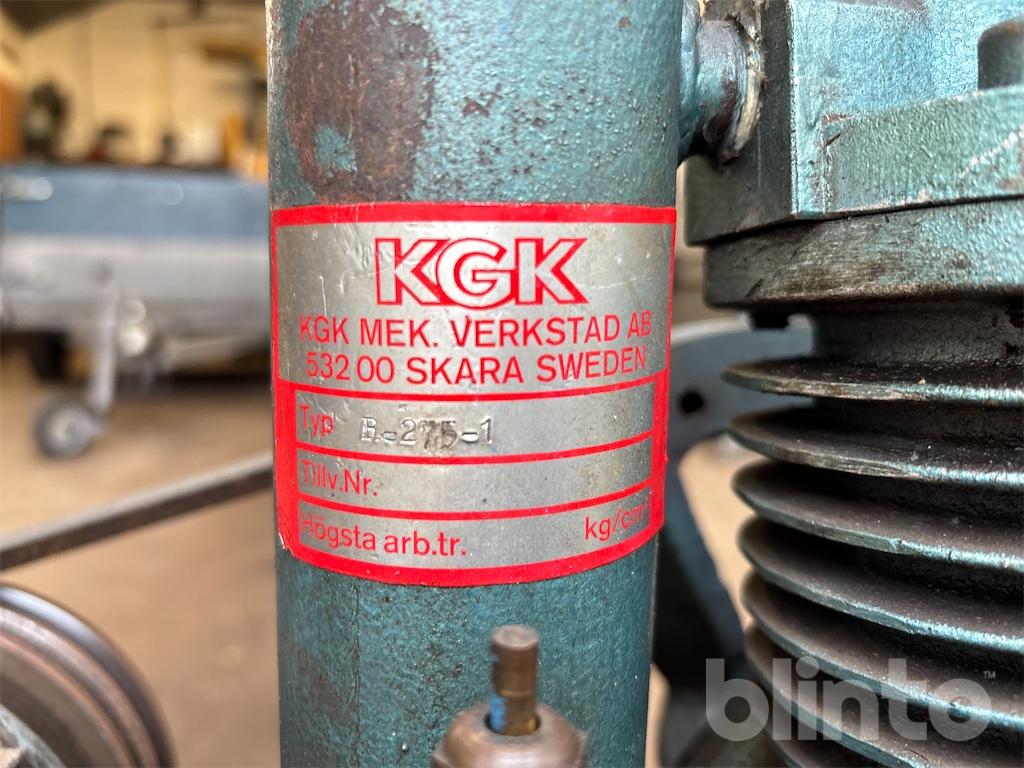 KGK
KGK MEK. VERKSTAD AB
532 00 SKARA SWEDEN
Typ B-275-1
Tillv.Nr.
Högsta arb.tr. kg/cm
blinto™